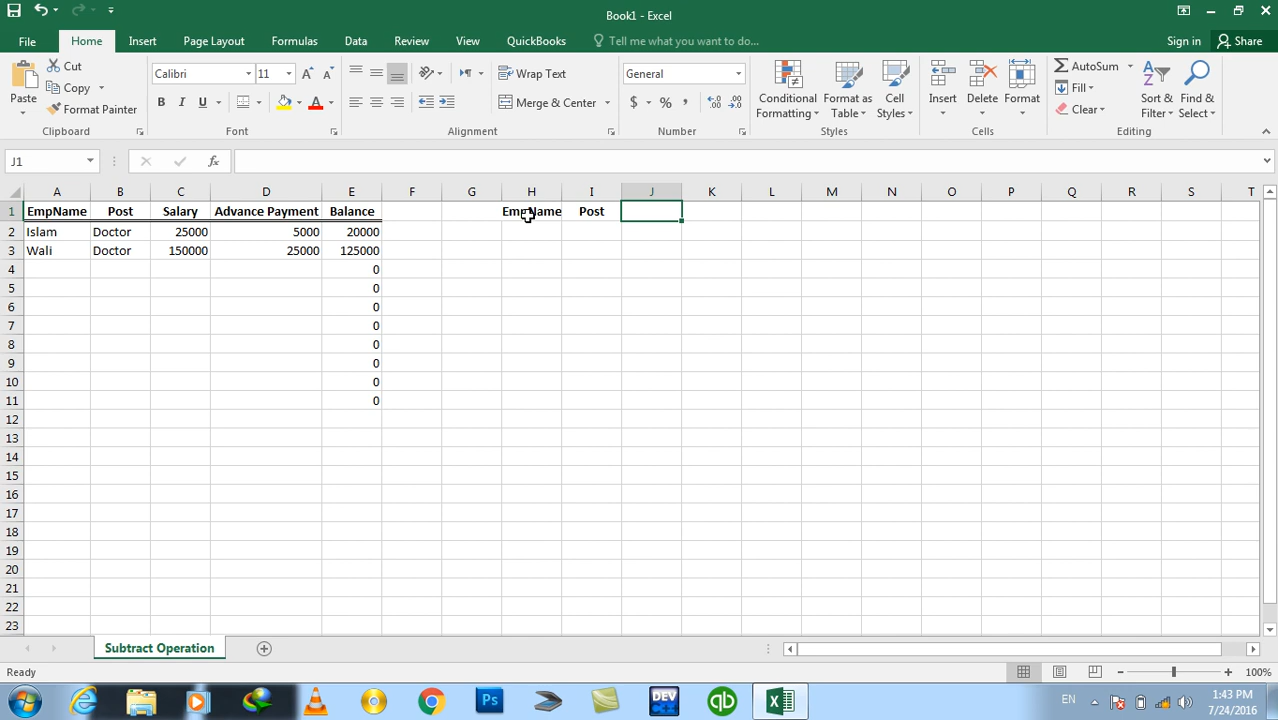 Book1 - Excel
File Home Insert Page Layout Formulas Data Review View QuickBooks Tell me what you want to do... Sign in Share
Paste
Cut
Copy
Format Painter
Clipboard
Calibri 11
B I U
Font
Wrap Text
Merge & Center
Alignment
General
$ % ,
Number
Conditional Formatting
Format as Table
Cell Styles
Styles
Insert Delete Format
Cells
AutoSum
Fill
Clear
Sort & Filter
Find & Select
Editing
J1 fx
A B C D E F G H I J K L M N O P Q R S T
1 EmpName Post Salary Advance Payment Balance EmpName Post
2 Islam Doctor 25000 5000 20000
3 Wali Doctor 150000 25000 125000
4 0
5 0
6 0
7 0
8 0
9 0
10 0
11 0
12
13
14
15
16
17
18
19
20
21
22
23
Subtract Operation
Ready 100%
Ps DEV qb EN 1:43 PM
7/24/2016